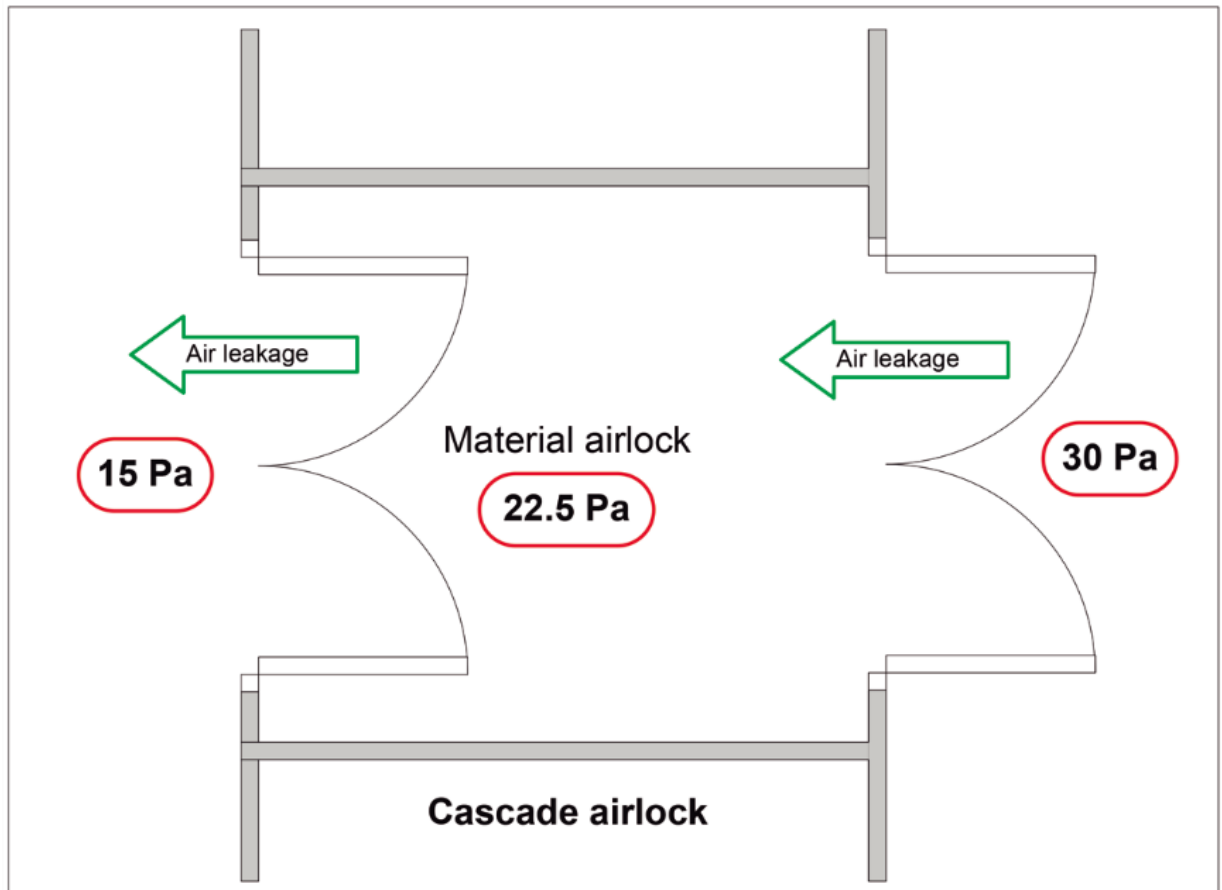 Air leakage
Air leakage
Material airlock
15 Pa
22.5 Pa
30 Pa
Cascade airlock